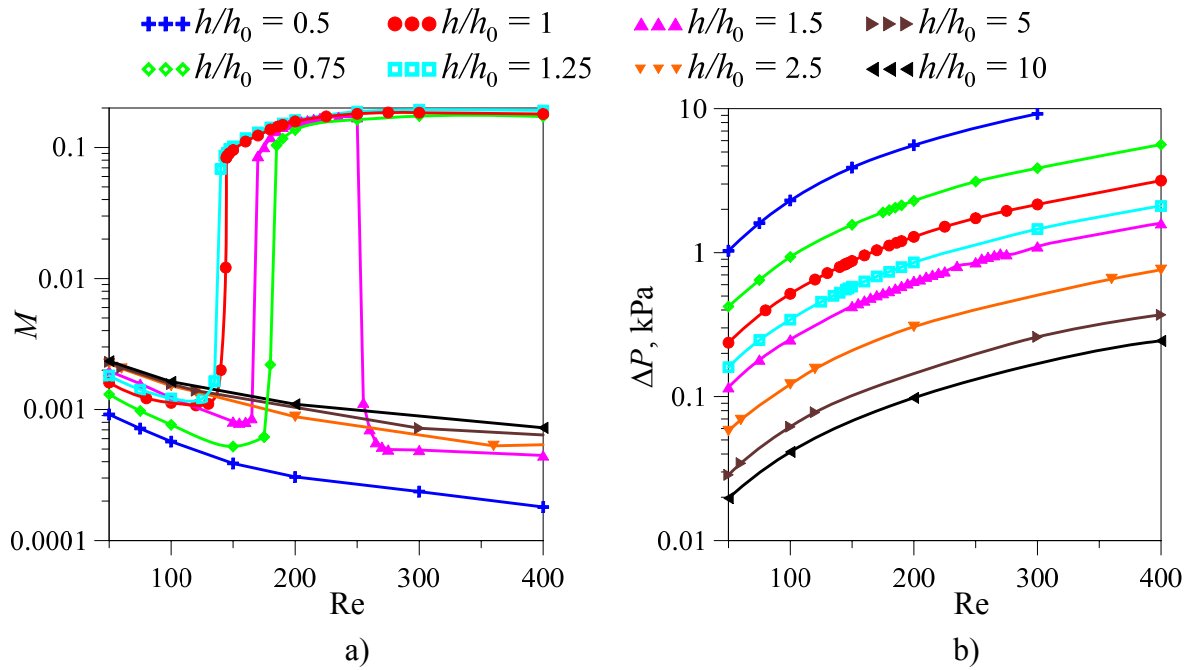 h/h₀ = 0.5 h/h₀ = 1 h/h₀ = 1.5 h/h₀ = 5
h/h₀ = 0.75 h/h₀ = 1.25 h/h₀ = 2.5 h/h₀ = 10
M
0.1
0.01
0.001
0.0001
100 200 300 400
Re
a)
ΔP, kPa
10
1
0.1
0.01
100 200 300 400
Re
b)